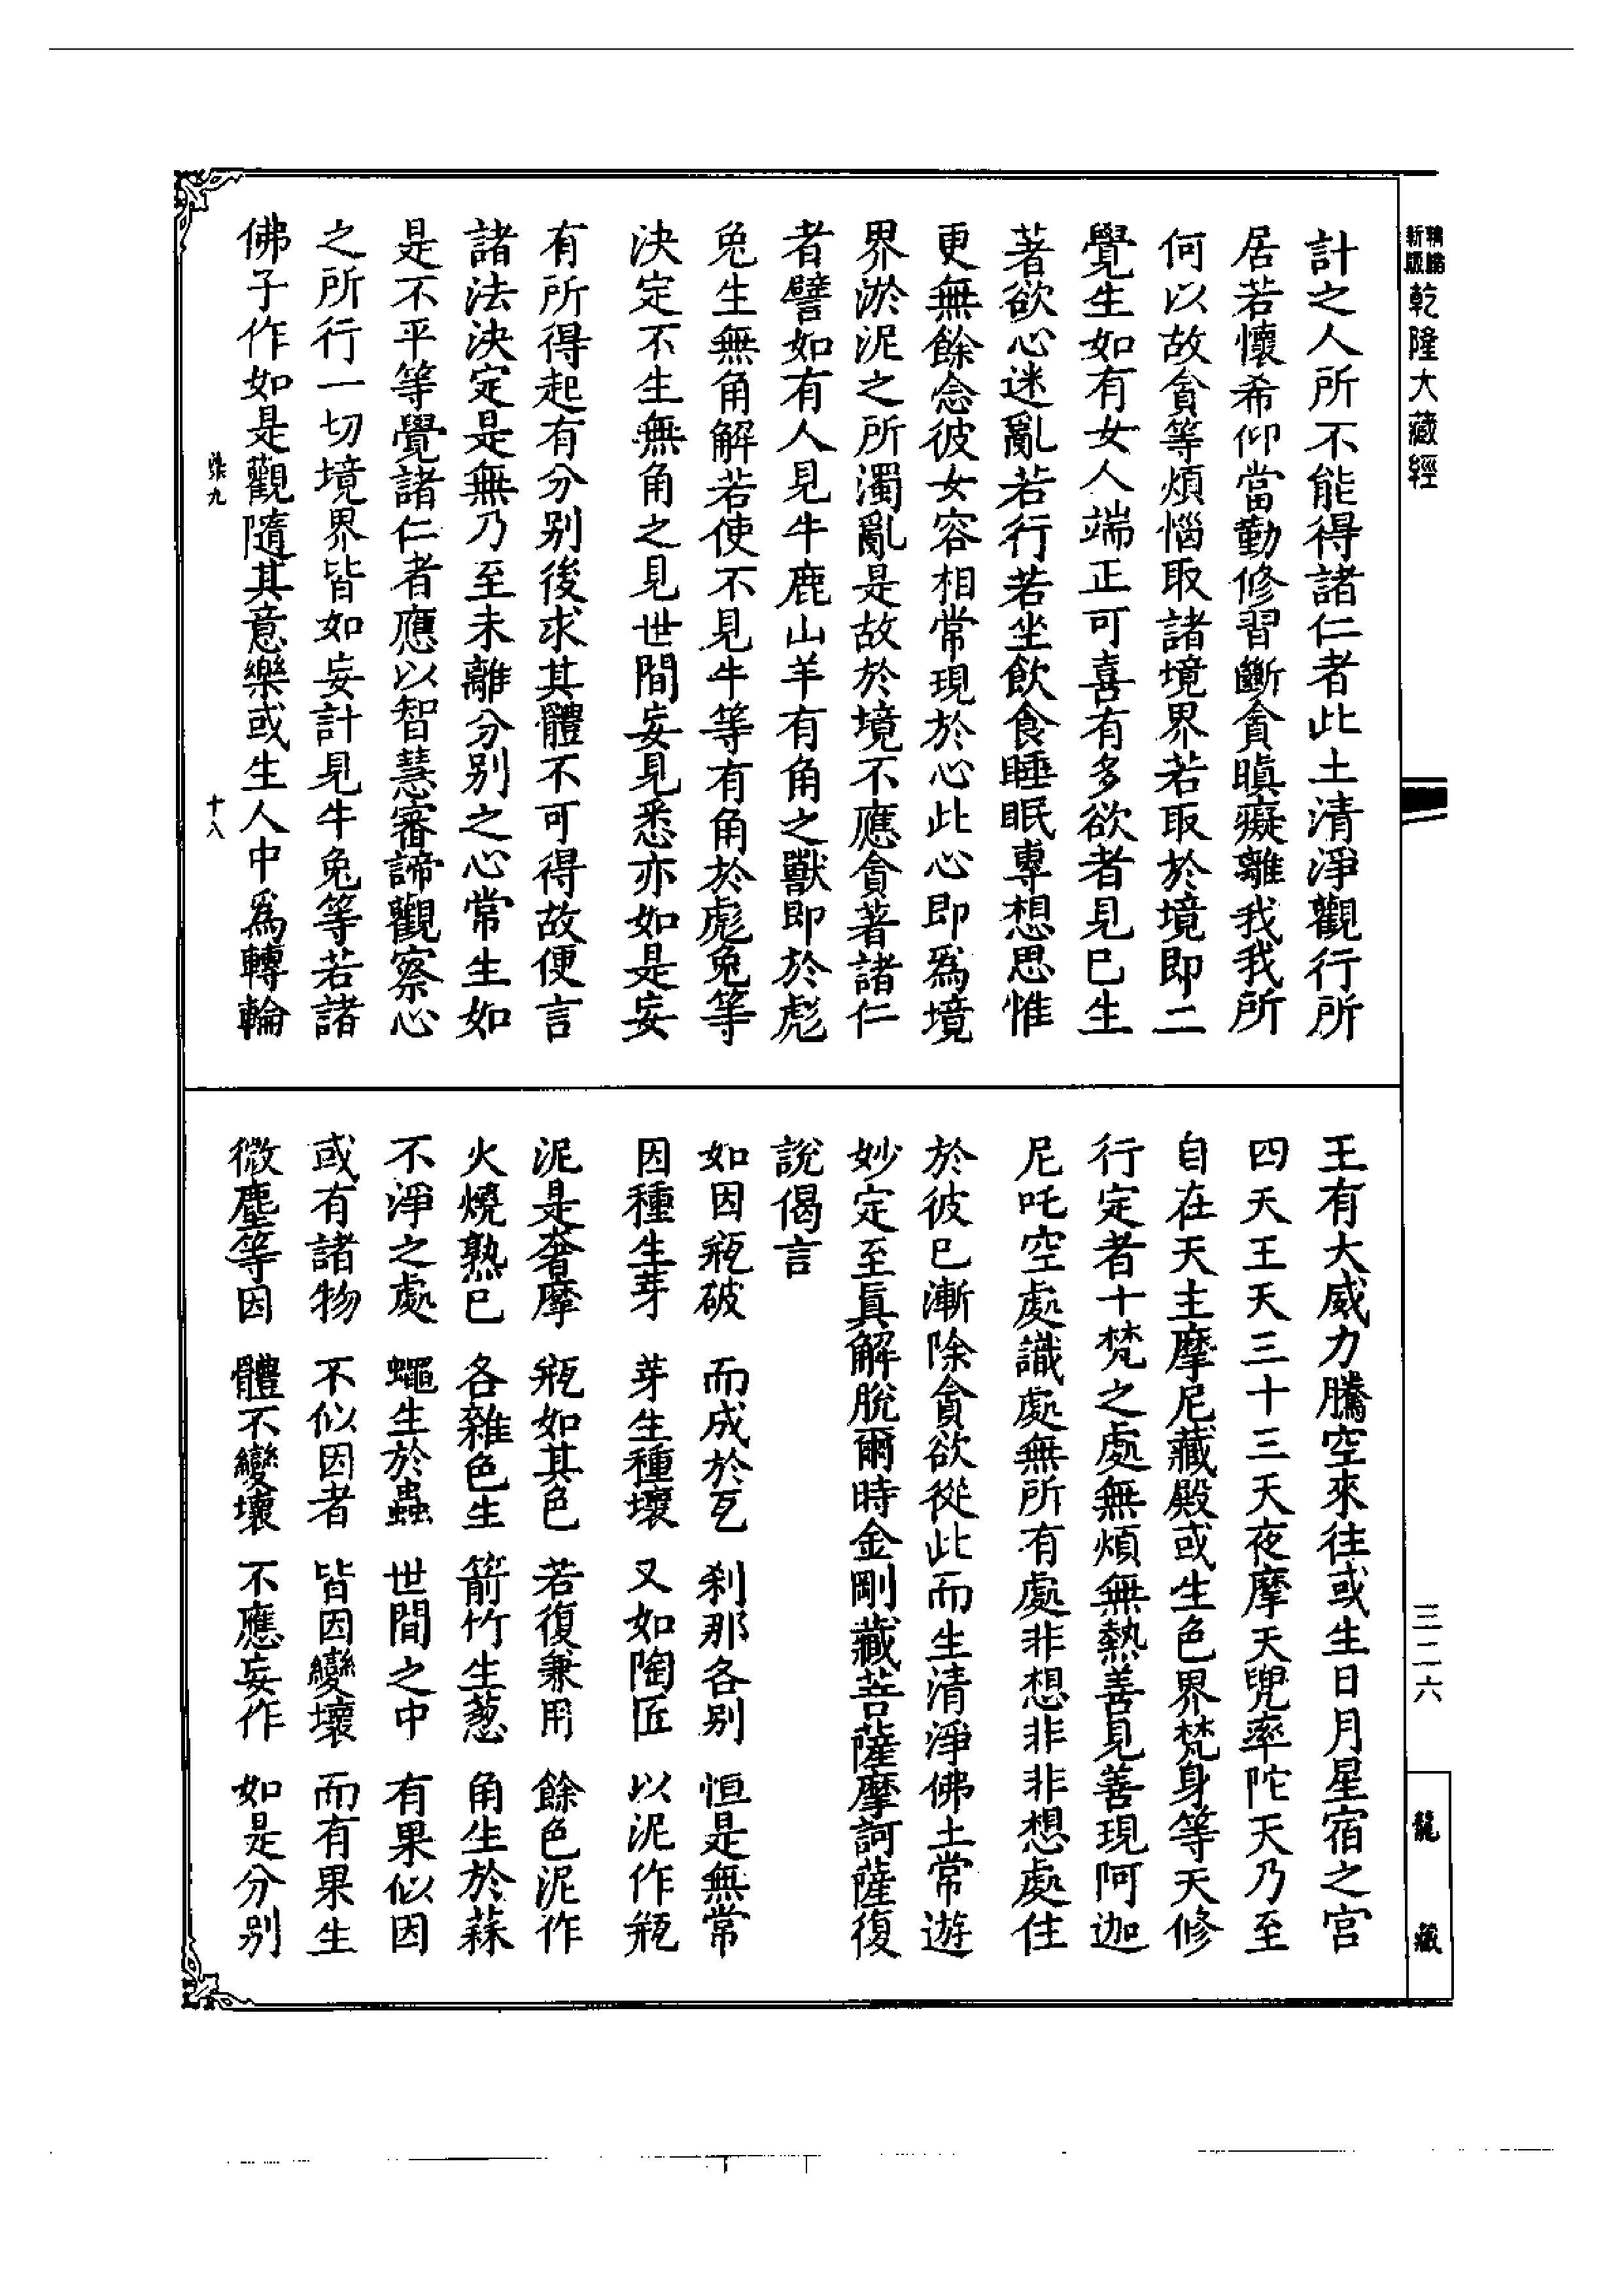 新版
乾隆大藏經
計之人所不能得諸仁者此土清淨觀行所
居若懷希仰當勤修習斷貪瞋癡離我我所
何以故貪等煩惱取諸境界若取於境即二
覺生如有女人端正可喜有多欲者見已生
著欲心迷亂若行若坐飲食睡眠專想思惟
更無餘念彼女容相常現於心此心即爲境
界淤泥之所濁亂是故於境不應貪著諸仁
者譬如有人見牛鹿山羊有角之獸即於彪
兔生無角解若使不見牛等有角於彪兔等
決定不生無角之見世間妄見悉亦如是妄
有所得起有分別後求其體不可得故便言
諸法決定是無乃至未離分別之心常生如
是不平等覺諸仁者應以智慧審諦觀察心
之所行一切境界皆如妄計見牛兔等若諸
佛子作如是觀隨其意樂或生人中爲轉輪
九
十八
王有大威力騰空來往或生日月星宿之宮
四天王天三十三天夜摩天兜率陀天乃至
自在天主摩尼藏殿或生色界梵身等天修
行定者十梵之處無煩無熱善見善現阿迦
尼吒空處識處無所有處非想非非想處住
於彼已漸除貪欲從此而生清淨佛土常遊
妙定至眞解脫爾時金剛藏菩薩摩訶薩復
說偈言
如因瓶破　而成於瓦　刹那各別　恒是無常
因種生芽　芽生種壞　又如陶匠　以泥作瓶
泥是奢摩　瓶如其色　若復兼用　餘色泥作
火燒熟已　各雜色生　箭竹生葱　角生於蒜
不淨之處　蠅生於蟲　世間之中　有果似因
或有諸物　不似因者　皆因變壞　而有果生
微塵等因　體不變壞　不應妄作　如是分別
三二六
龍藏